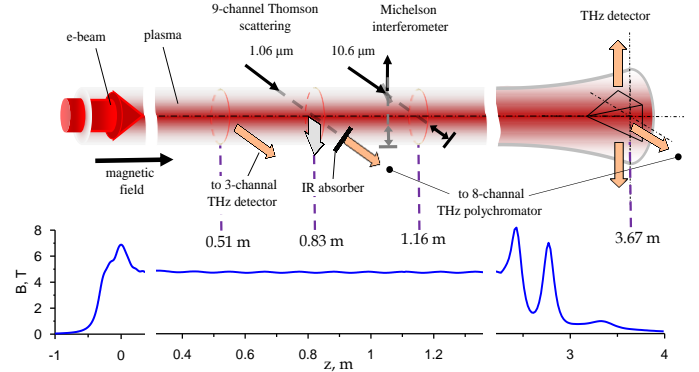 9-channel Thomson
scattering
Michelson
interferometer
THz detector
e-beam
plasma
1.06 μm
10.6 μm
magnetic
field
to 3-channel
THz detector
IR absorber
to 8-channel
THz polychromator
0.51 m
0.83 m
1.16 m
3.67 m
B, T
8
6
4
2
0
-1
0
0.4
0.6
0.8
1
1.2
3
4
z, m